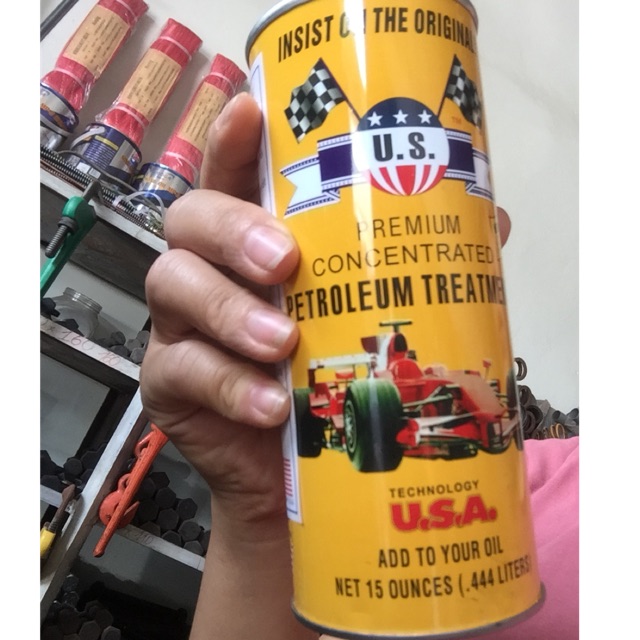 INSIST ON THE ORIGINAL
U.S.
PREMIUM
CONCENTRATED
PETROLEUM TREATMENT
TECHNOLOGY
U.S.A.
ADD TO YOUR OIL
NET 15 OUNCES (.444 LITERS)